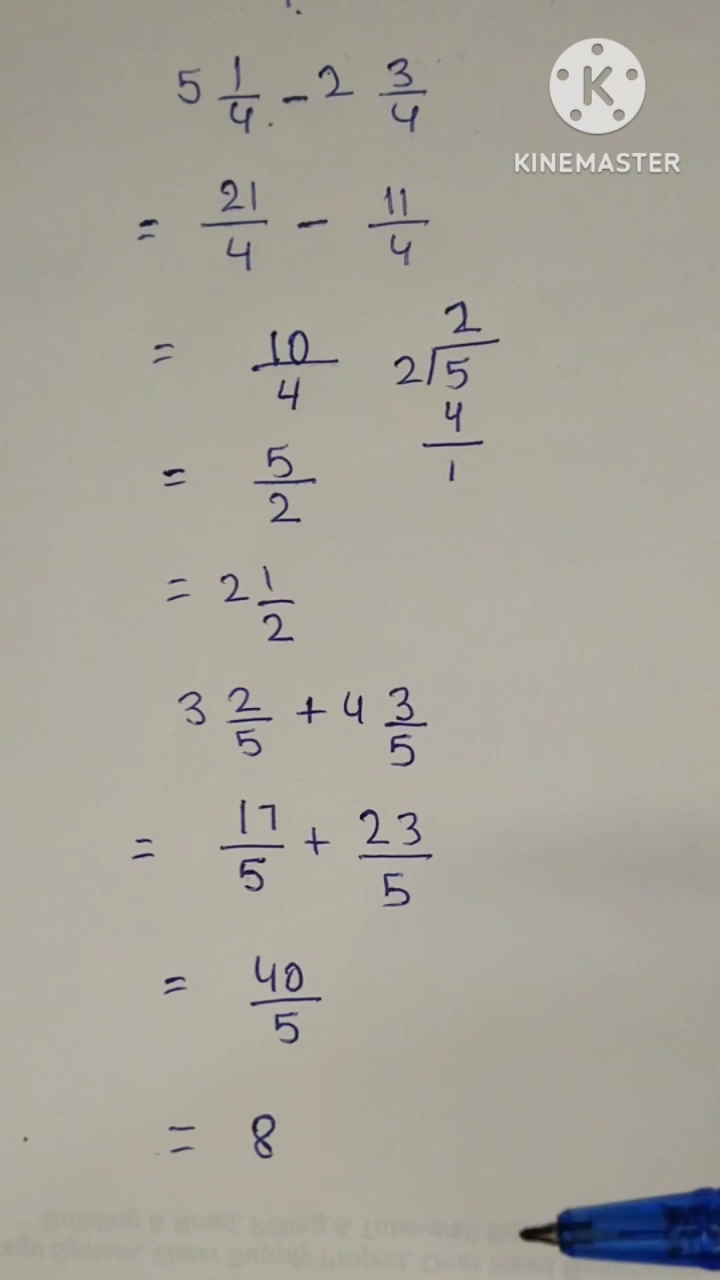 5 1/4 - 2 3/4
KINEMASTER
= 21/4 - 11/4
= 10/4
2
2)5
4
1
= 5/2
= 2 1/2
3 2/5 + 4 3/5
= 17/5 + 23/5
= 40/5
= 8